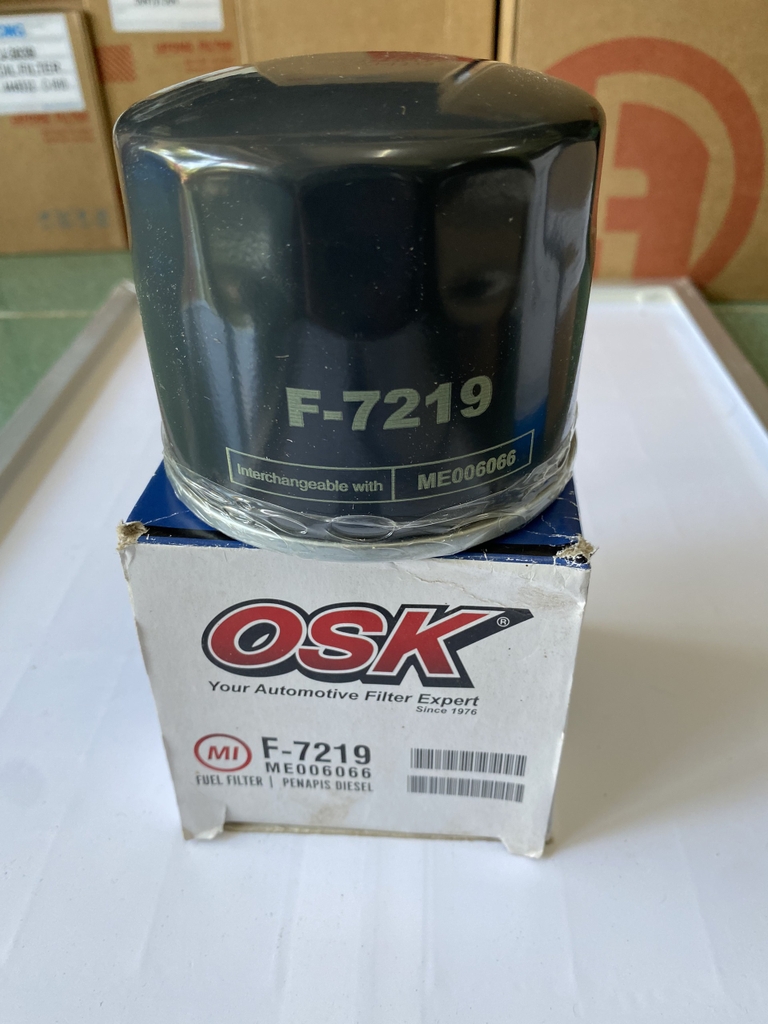 F-7219
Interchangeable with ME006066
OSK®
Your Automotive Filter Expert
Since 1976
MI F-7219
ME006066
FUEL FILTER | PENAPIS DIESEL